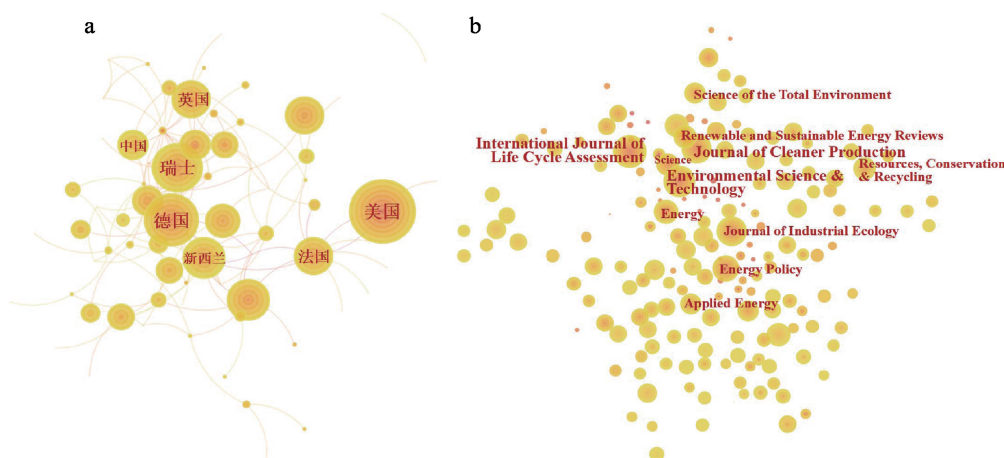 a
英国
中国
瑞士
德国
美国
新西兰
法国
b
Science of the Total Environment
Renewable and Sustainable Energy Reviews
International Journal of
Life Cycle Assessment
Science
Journal of Cleaner Production
Resources, Conservation
& Recycling
Environmental Science &
Technology
Energy
Journal of Industrial Ecology
Energy Policy
Applied Energy